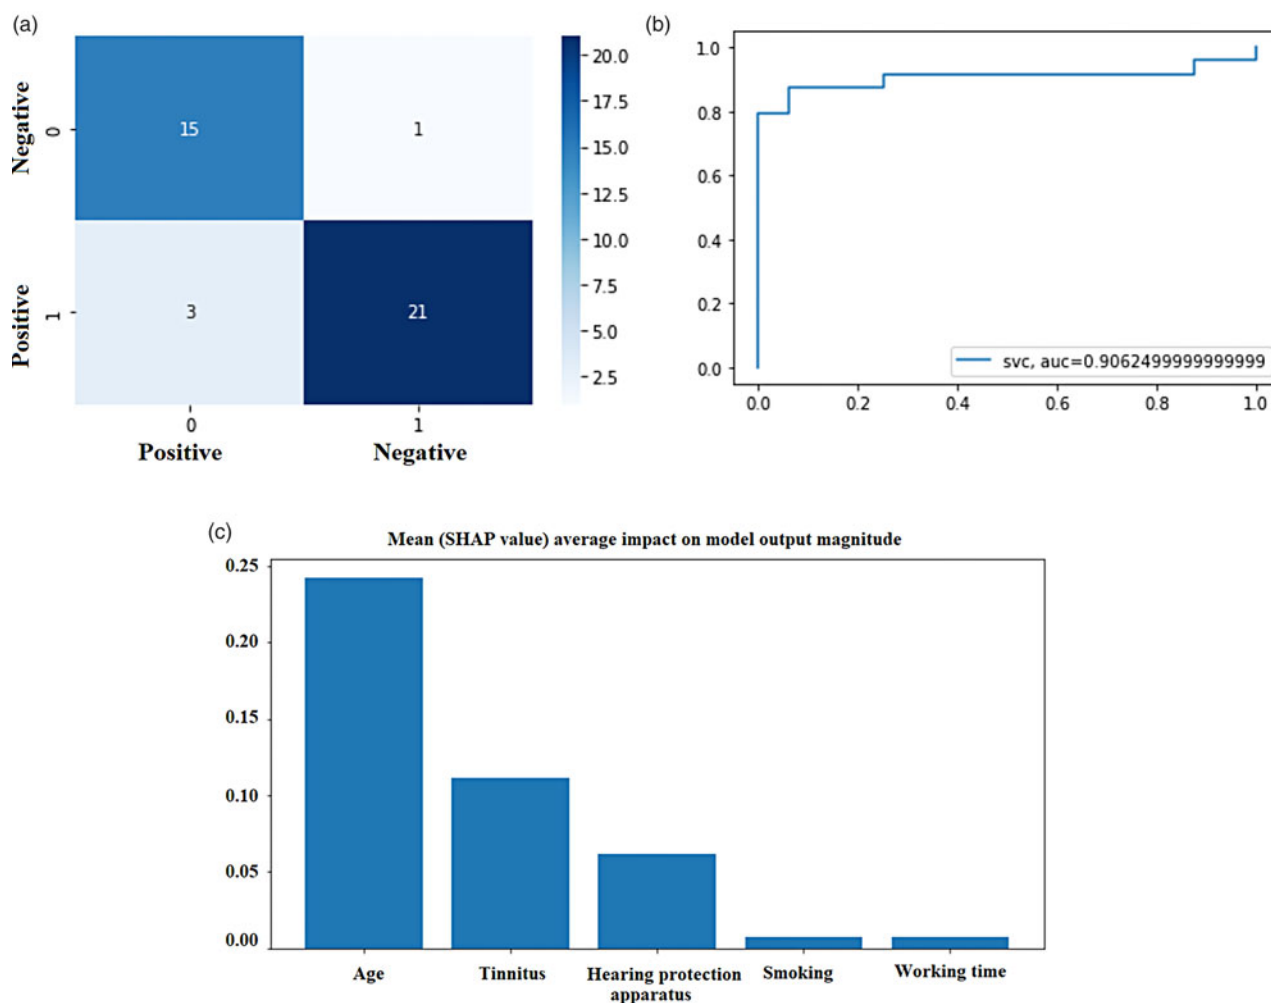 (a)
Negative
0
15
1
Positive
1
3
21
0
1
Positive
Negative
20.0
17.5
15.0
12.5
10.0
7.5
5.0
2.5
(b)
1.0
0.8
0.6
0.4
0.2
0.0
svc, auc=0.9062499999999999
0.0 0.2 0.4 0.6 0.8 1.0
(c)
Mean (SHAP value) average impact on model output magnitude
0.25
0.20
0.15
0.10
0.05
0.00
Age
Tinnitus
Hearing protection
apparatus
Smoking
Working time